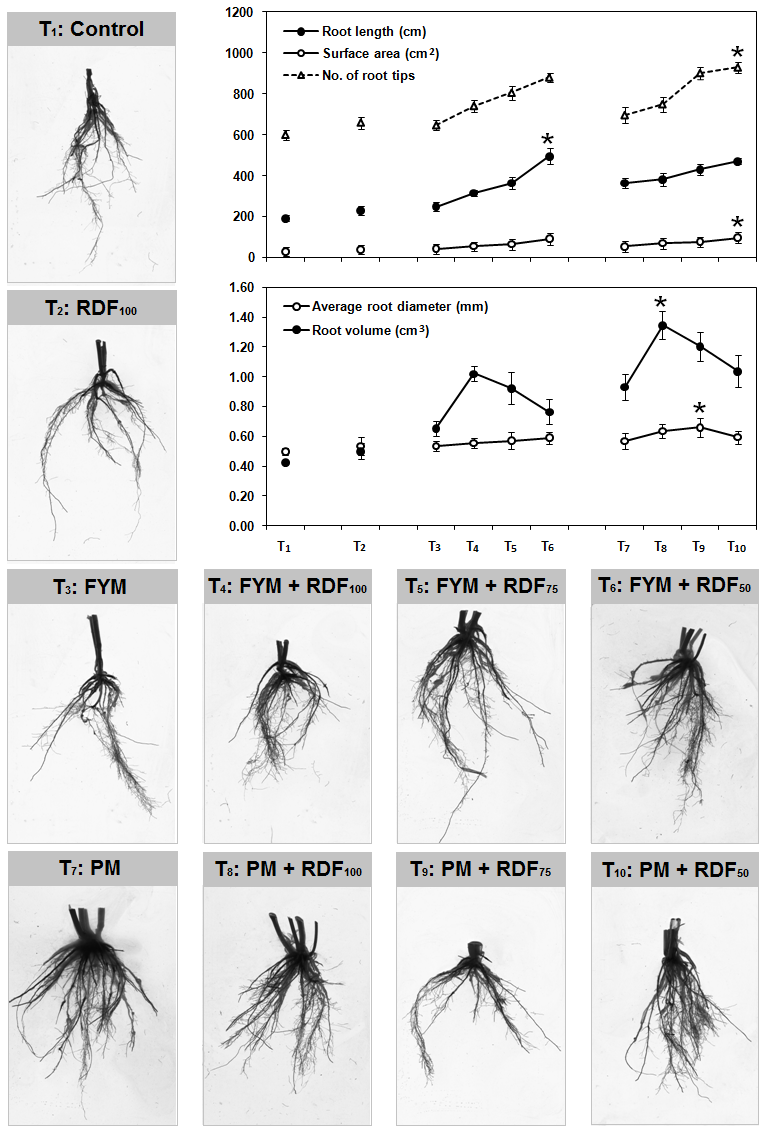 T1: Control
1200
1000
800
600
400
200
0
Root length (cm)
Surface area (cm2)
No. of root tips
*
*
*
T2: RDF100
1.60
1.40
1.20
1.00
0.80
0.60
0.40
0.20
0.00
Average root diameter (mm)
Root volume (cm3)
*
*
T1 T2 T3 T4 T5 T6 T7 T8 T9 T10
T3: FYM
T4: FYM + RDF100
T5: FYM + RDF75
T6: FYM + RDF50
T7: PM
T8: PM + RDF100
T9: PM + RDF75
T10: PM + RDF50